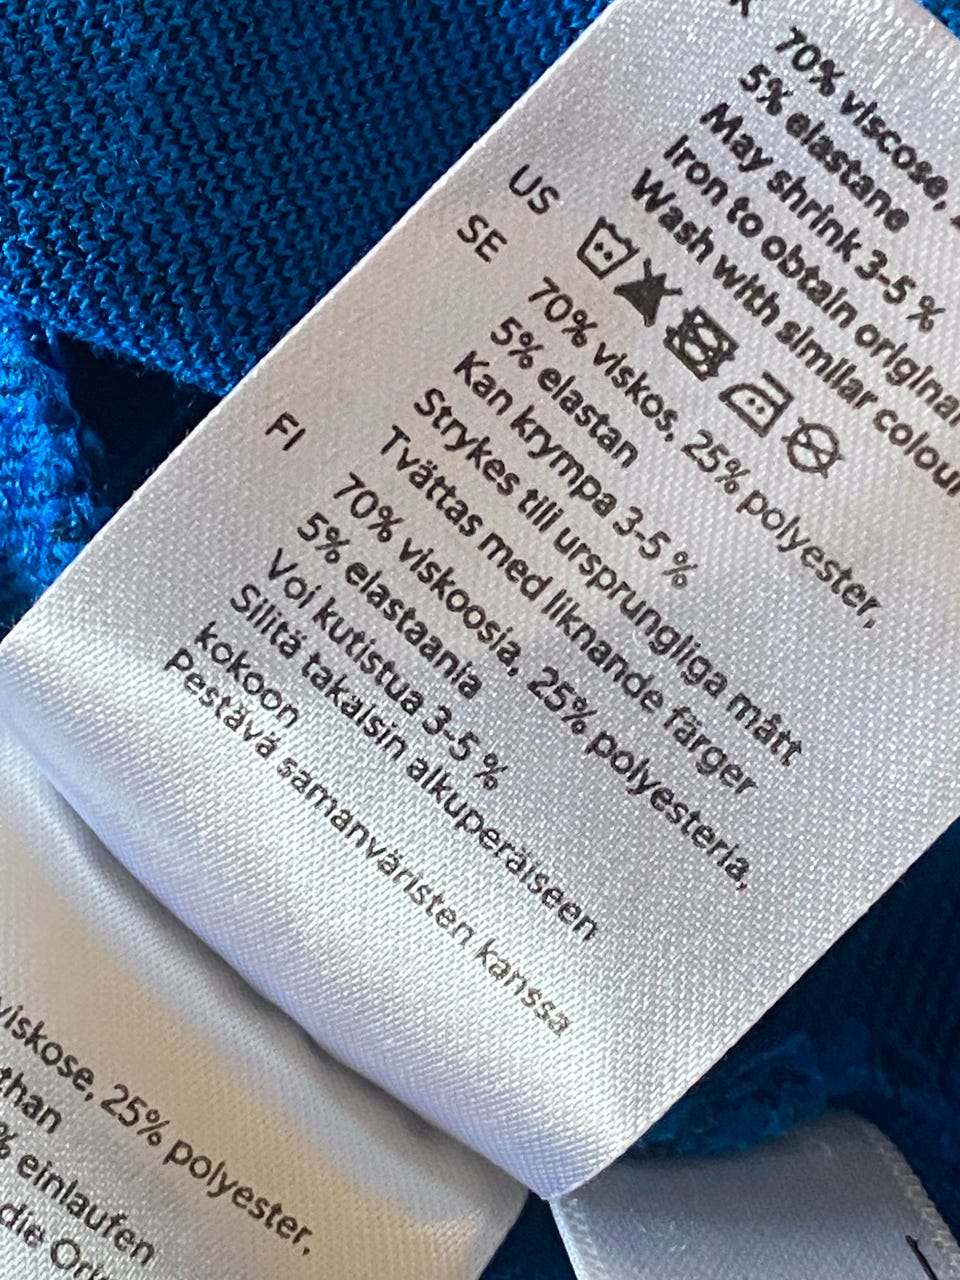 70% viscose,
5% elastane
May shrink 3-5 %
Iron to obtain original
Wash with similar colour
US
SE
70% viskos, 25% polyester,
5% elastan
Kan krympa 3-5 %
Strykes till ursprungliga mått
Tvättas med liknande färger
FI
70% viskoosia, 25% polyesteria,
5% elastaania
Voi kutistua 3-5 %
Silitä takaisin alkuperäiseen
kokoon
Pestävä samanväristen kanssa
viskose, 25% polyester,
than
% einlaufen
die